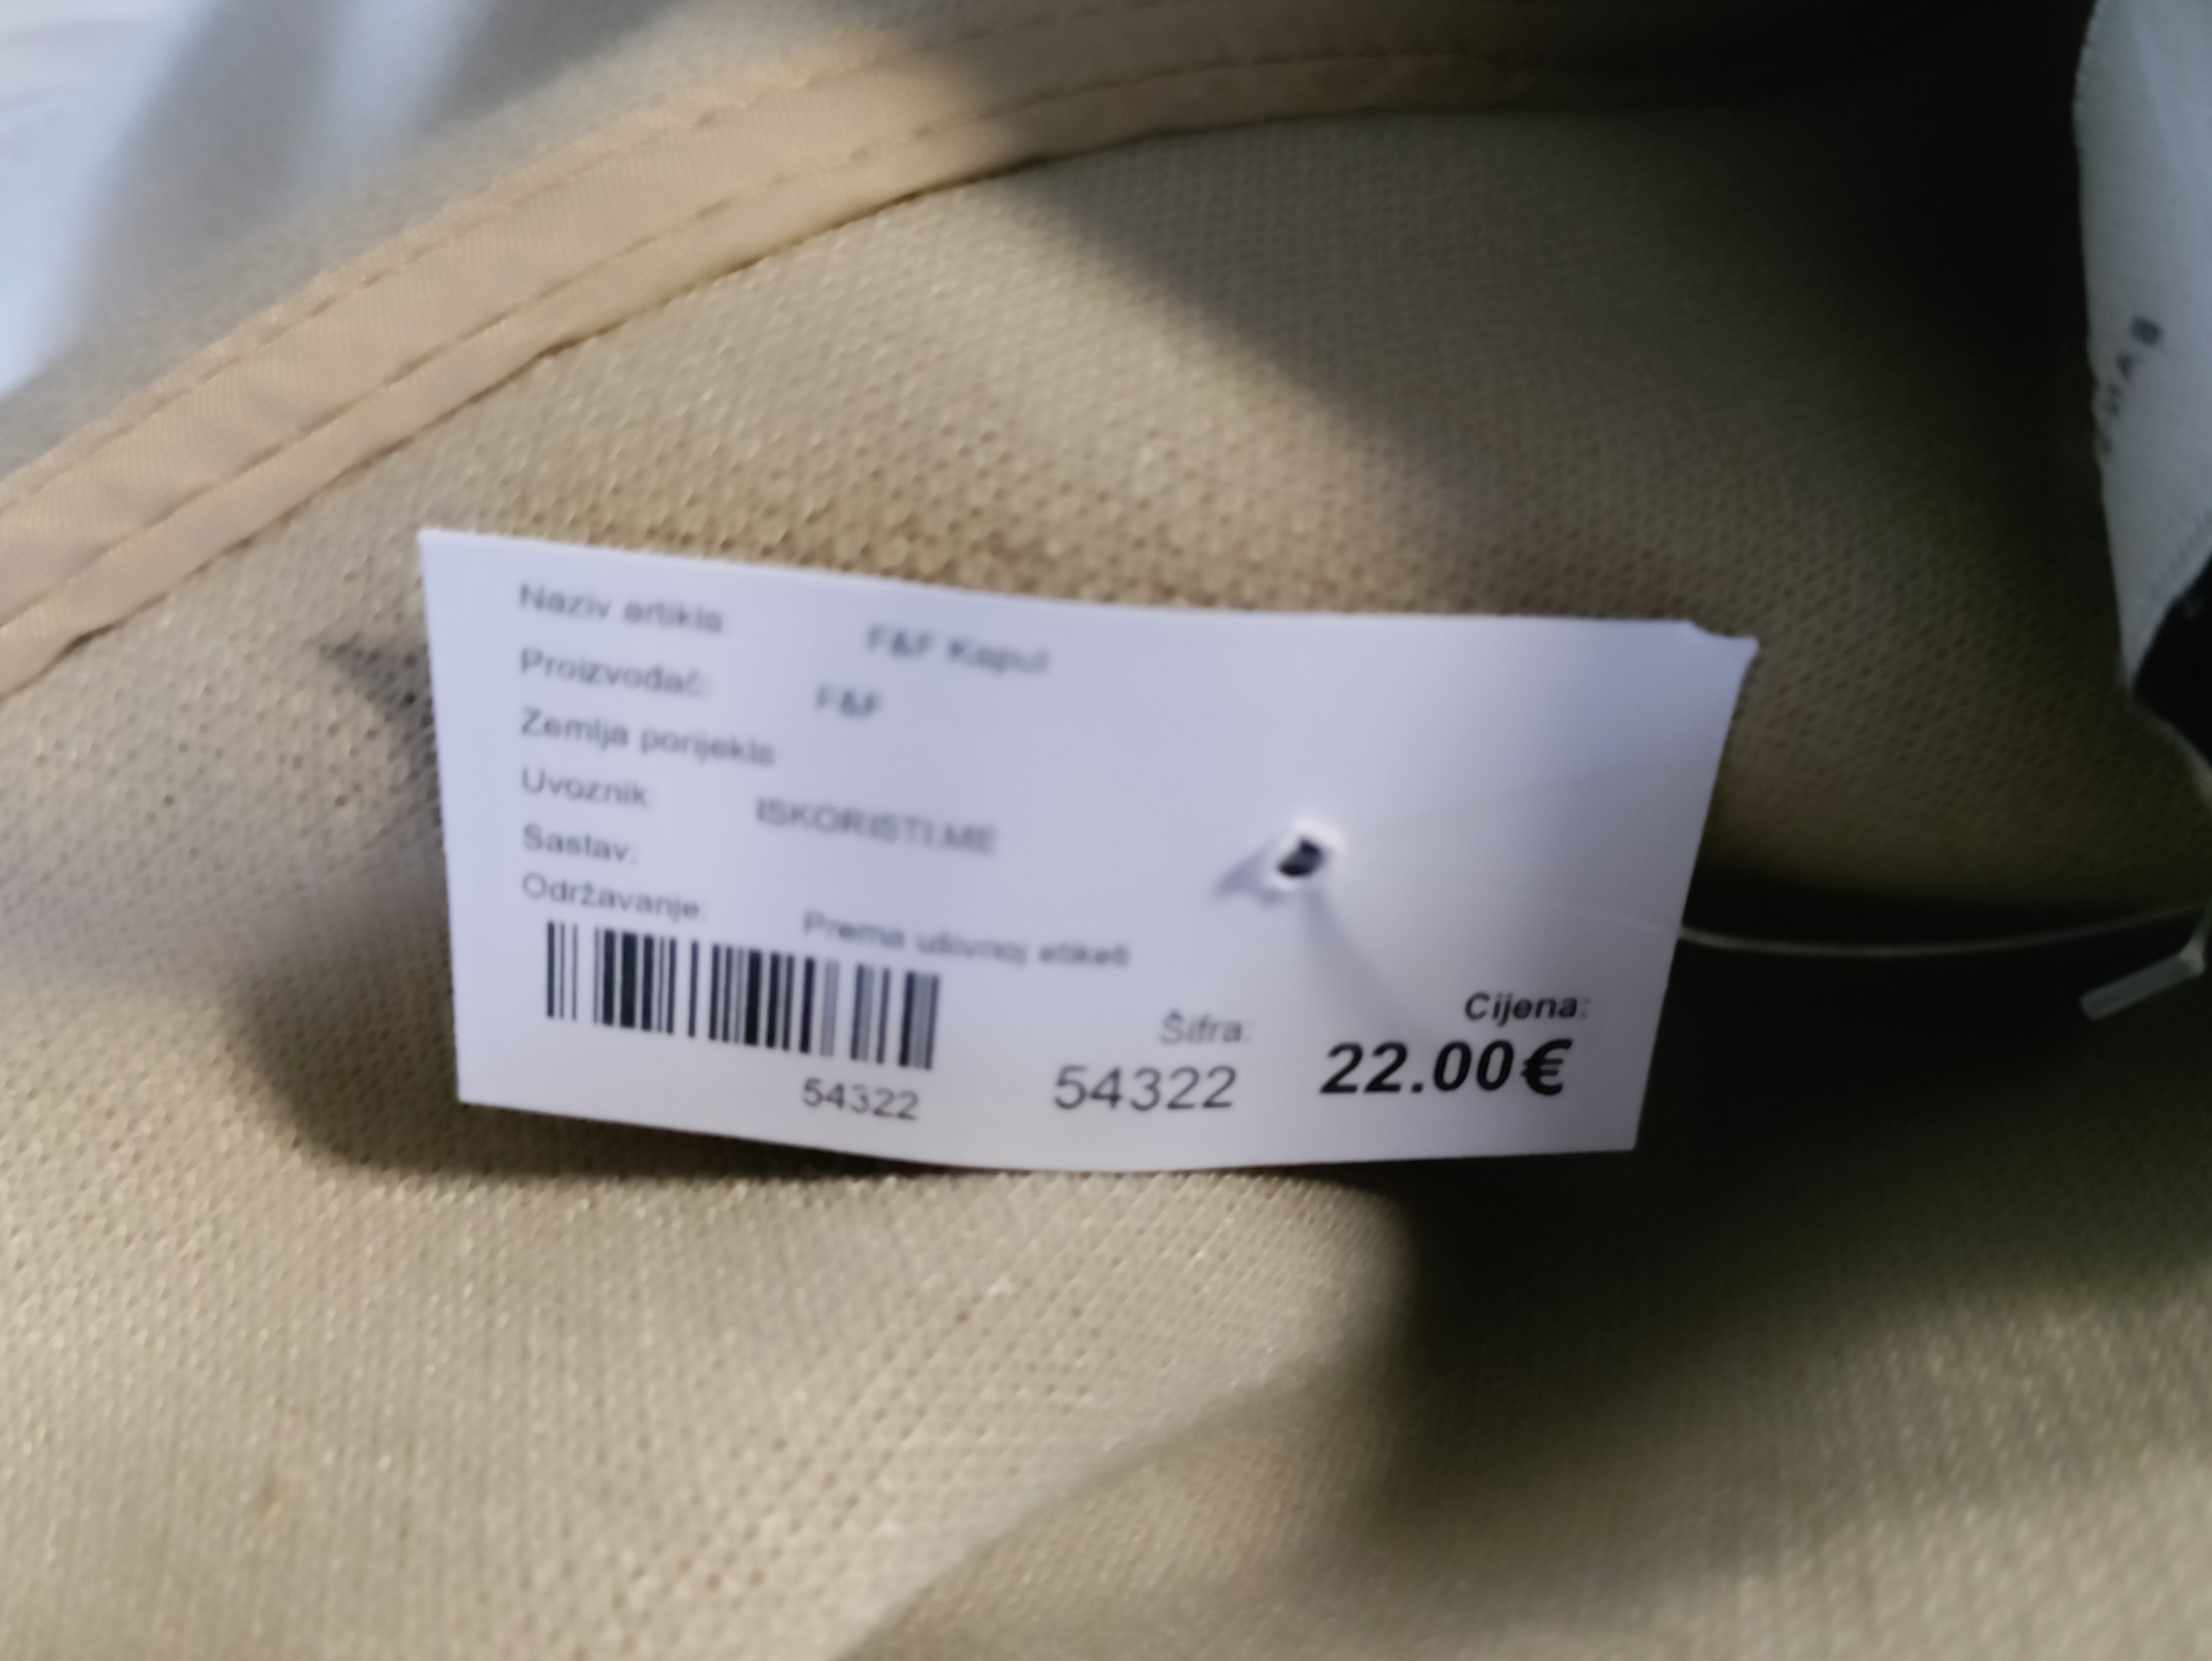 Naziv artikla: F&F Kaput
Proizvođač: F&F
Zemlja porijekla
Uvoznik: ISKORISTI.ME
Sastav:
Održavanje: Prema ušivnoj etiketi
54322
Šifra:
54322
Cijena:
22.00€